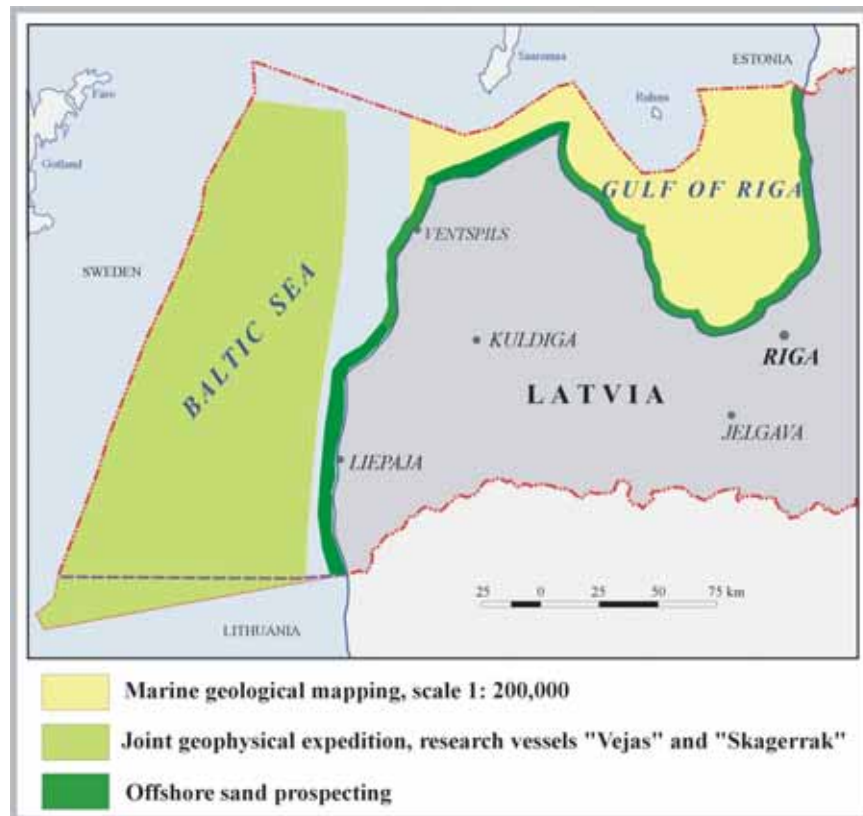 Saaremaa
ESTONIA
Faro
Ruhnu
Gotland
GULF OF RIGA
VENTSPILS
SWEDEN
BALTIC SEA
KULDIGA
RIGA
LATVIA
JELGAVA
LIEPAJA
25 0 25 50 75 km
LITHUANIA
Marine geological mapping, scale 1: 200,000
Joint geophysical expedition, research vessels "Vejas" and "Skagerrak"
Offshore sand prospecting